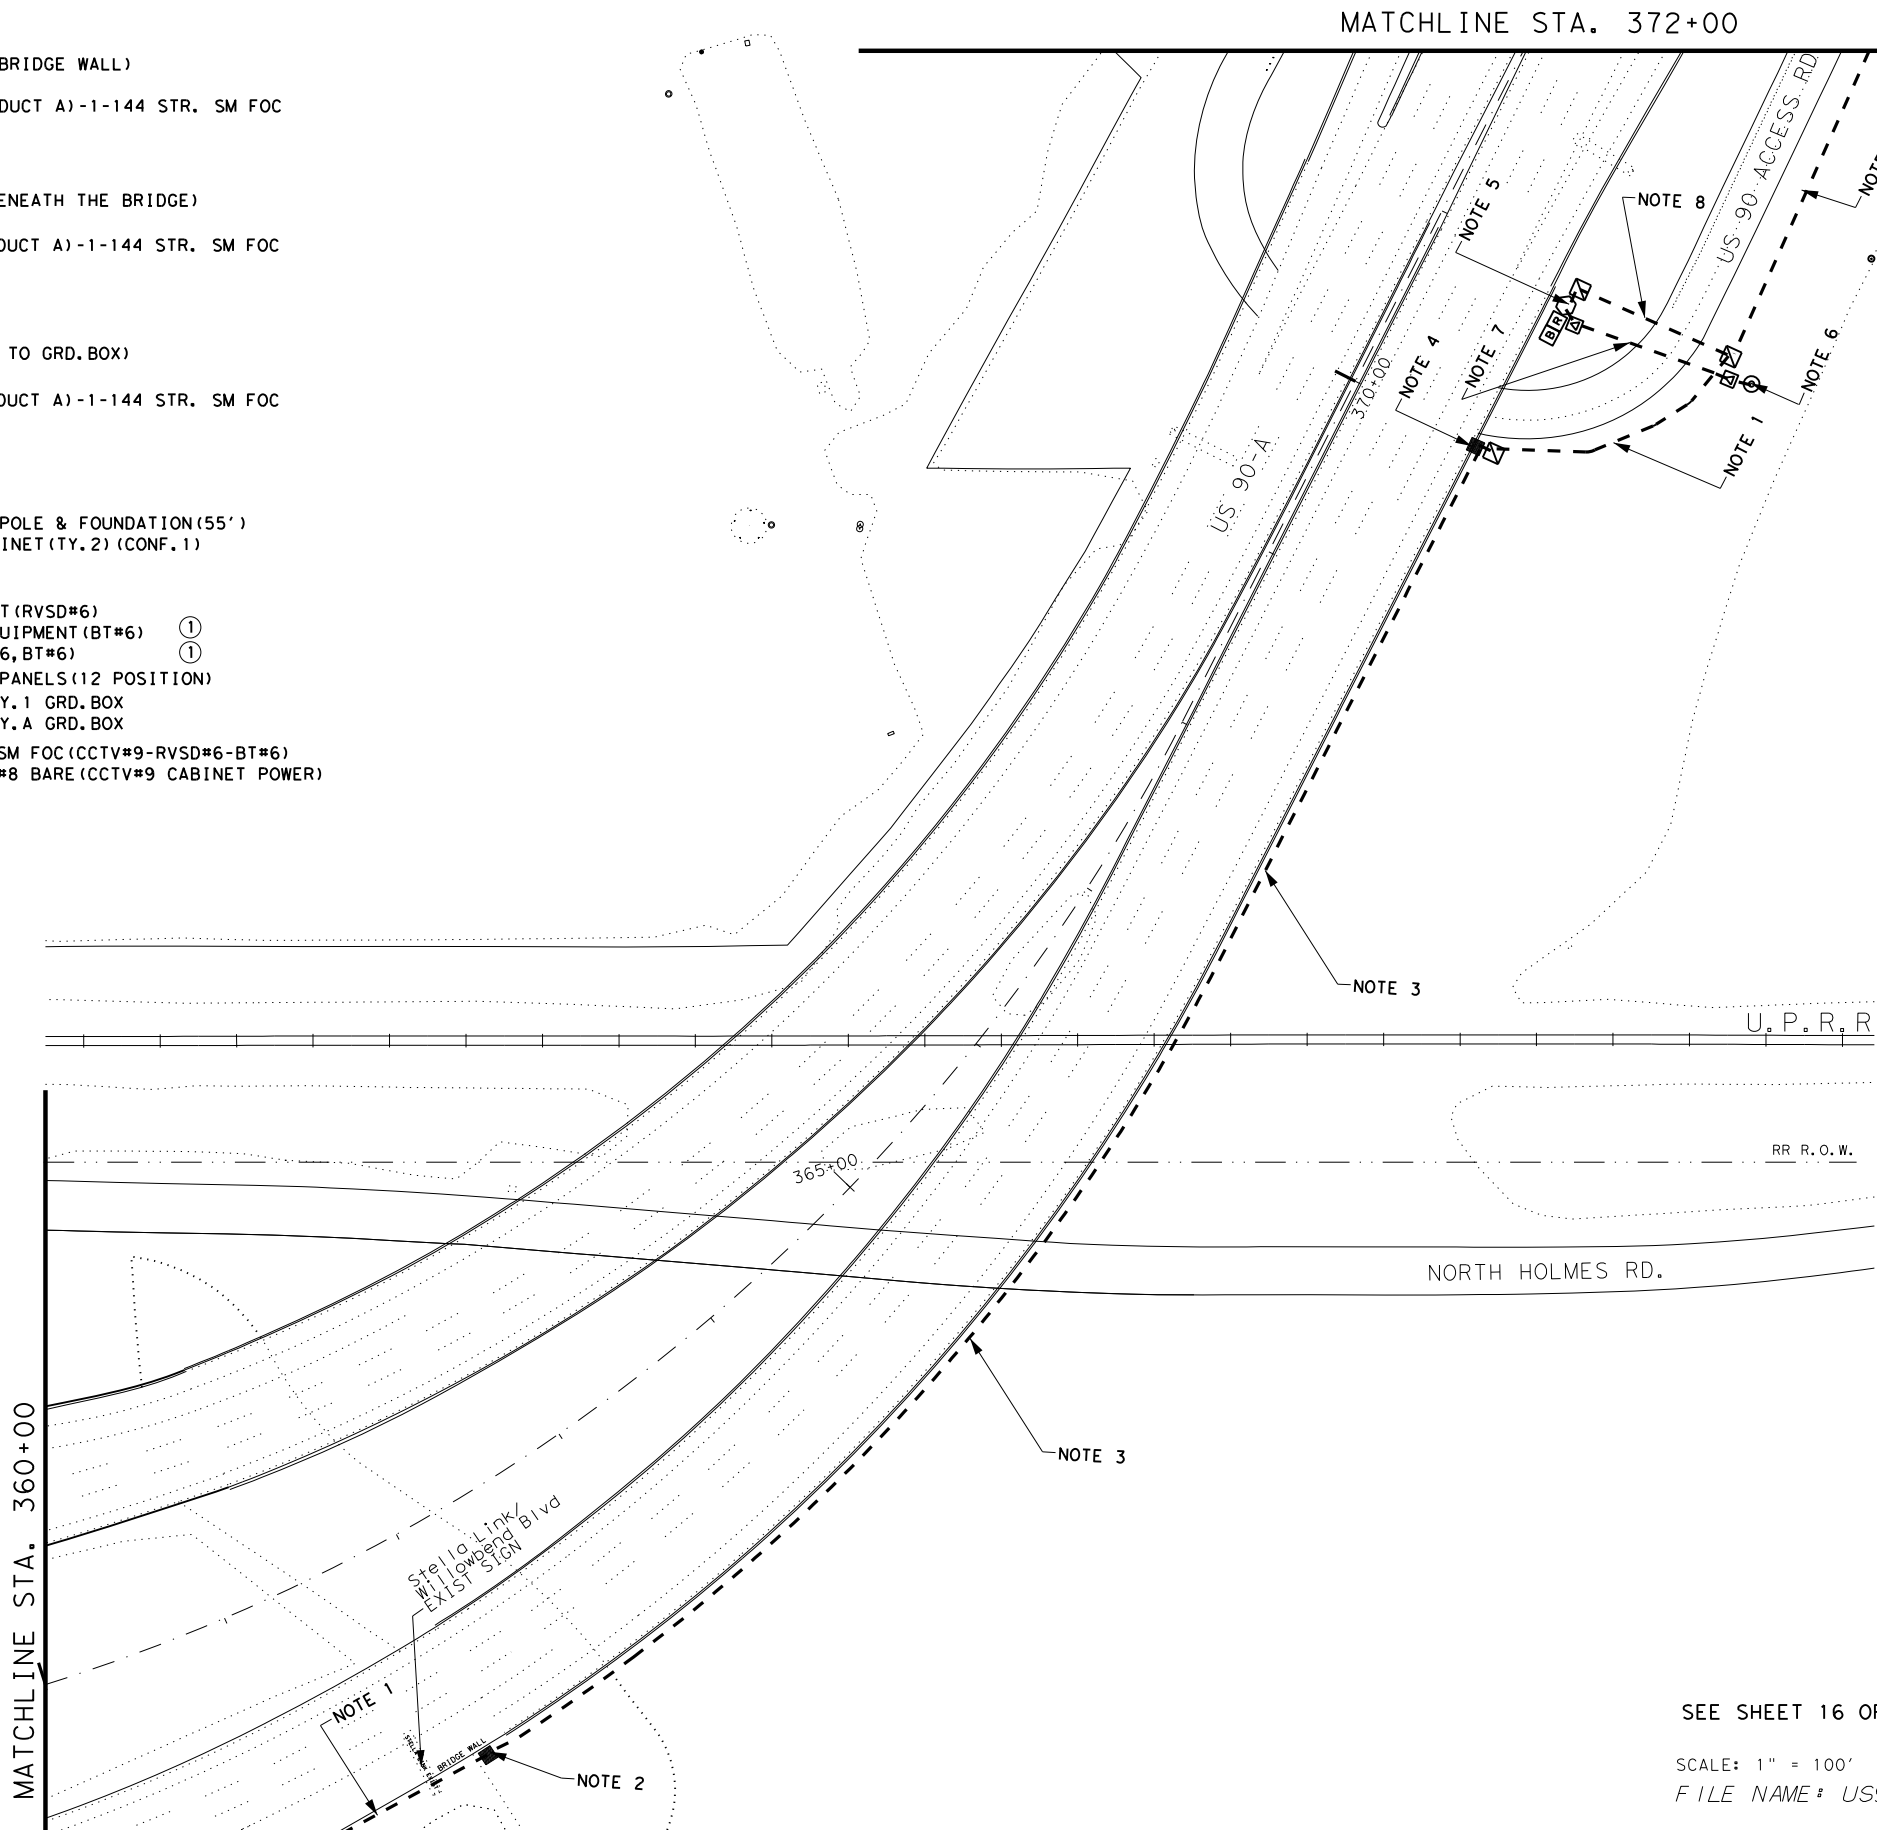 MATCHLINE STA. 372+00
BRIDGE WALL)
DUCT A)-1-144 STR. SM FOC
ENEATH THE BRIDGE)
DUCT A)-1-144 STR. SM FOC
TO GRD.BOX)
DUCT A)-1-144 STR. SM FOC
POLE & FOUNDATION(55')
INET(TY.2)(CONF.1)
T(RVSD#6)
UIPMENT(BT#6) 1
6,BT#6) 1
PANELS(12 POSITION)
Y.1 GRD.BOX
Y.A GRD.BOX
SM FOC(CCTV#9-RVSD#6-BT#6)
#8 BARE(CCTV#9 CABINET POWER)
US 90 ACCESS RD
NOTE 5
NOTE 8
NOTE
NOTE 4
NOTE 7
NOTE 6
NOTE 1
B R
370+00
US 90-A
NOTE 3
U.P.R.R
RR R.O.W.
365+00
NORTH HOLMES RD.
NOTE 3
MATCHLINE STA. 360+00
Stella Link/
Willowbend Blvd
EXIST SIGN
NOTE 1
BRIDGE WALL
NOTE 2
SEE SHEET 16 
SCALE: 1" = 100'
FILE NAME: US